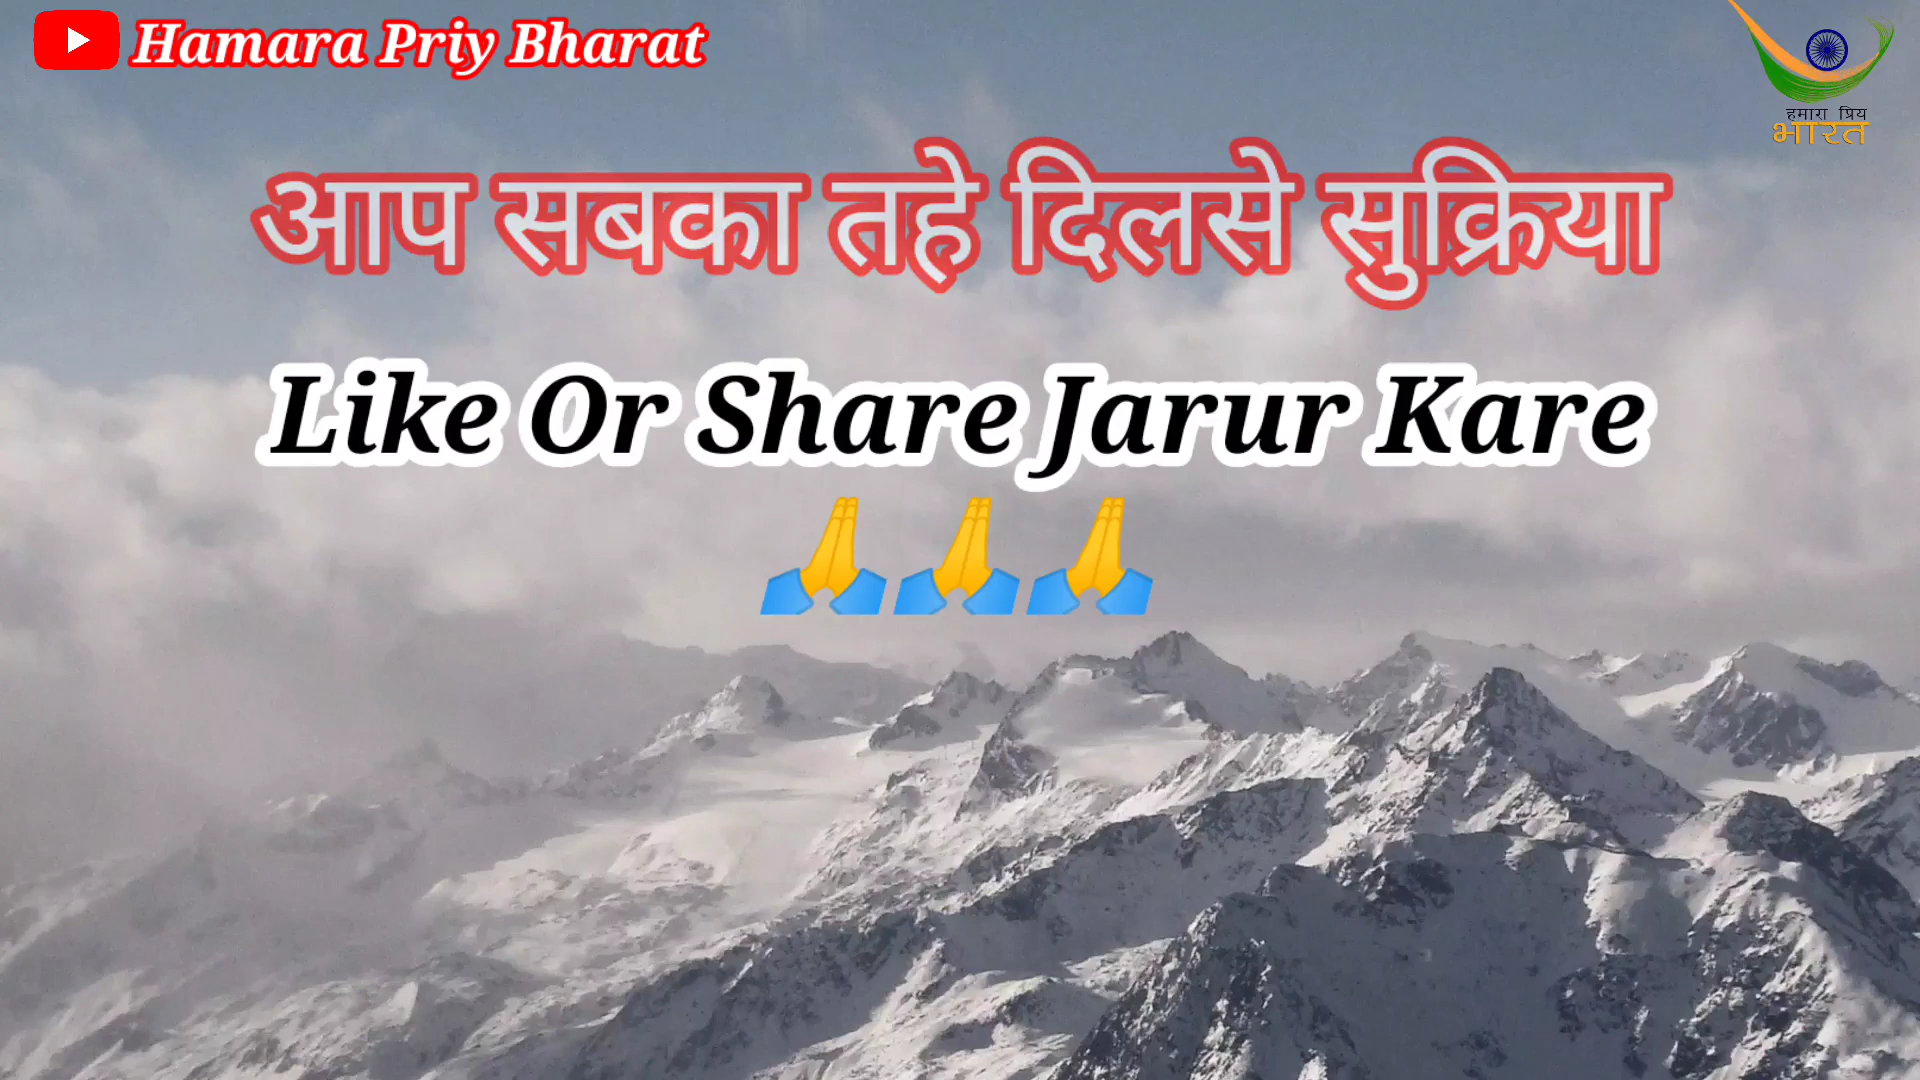 Hamara Priy Bharat
हमारा प्रिय
भारत
आप सबका तहे दिलसे सुक्रिया
Like Or Share Jarur Kare
🙏🙏🙏